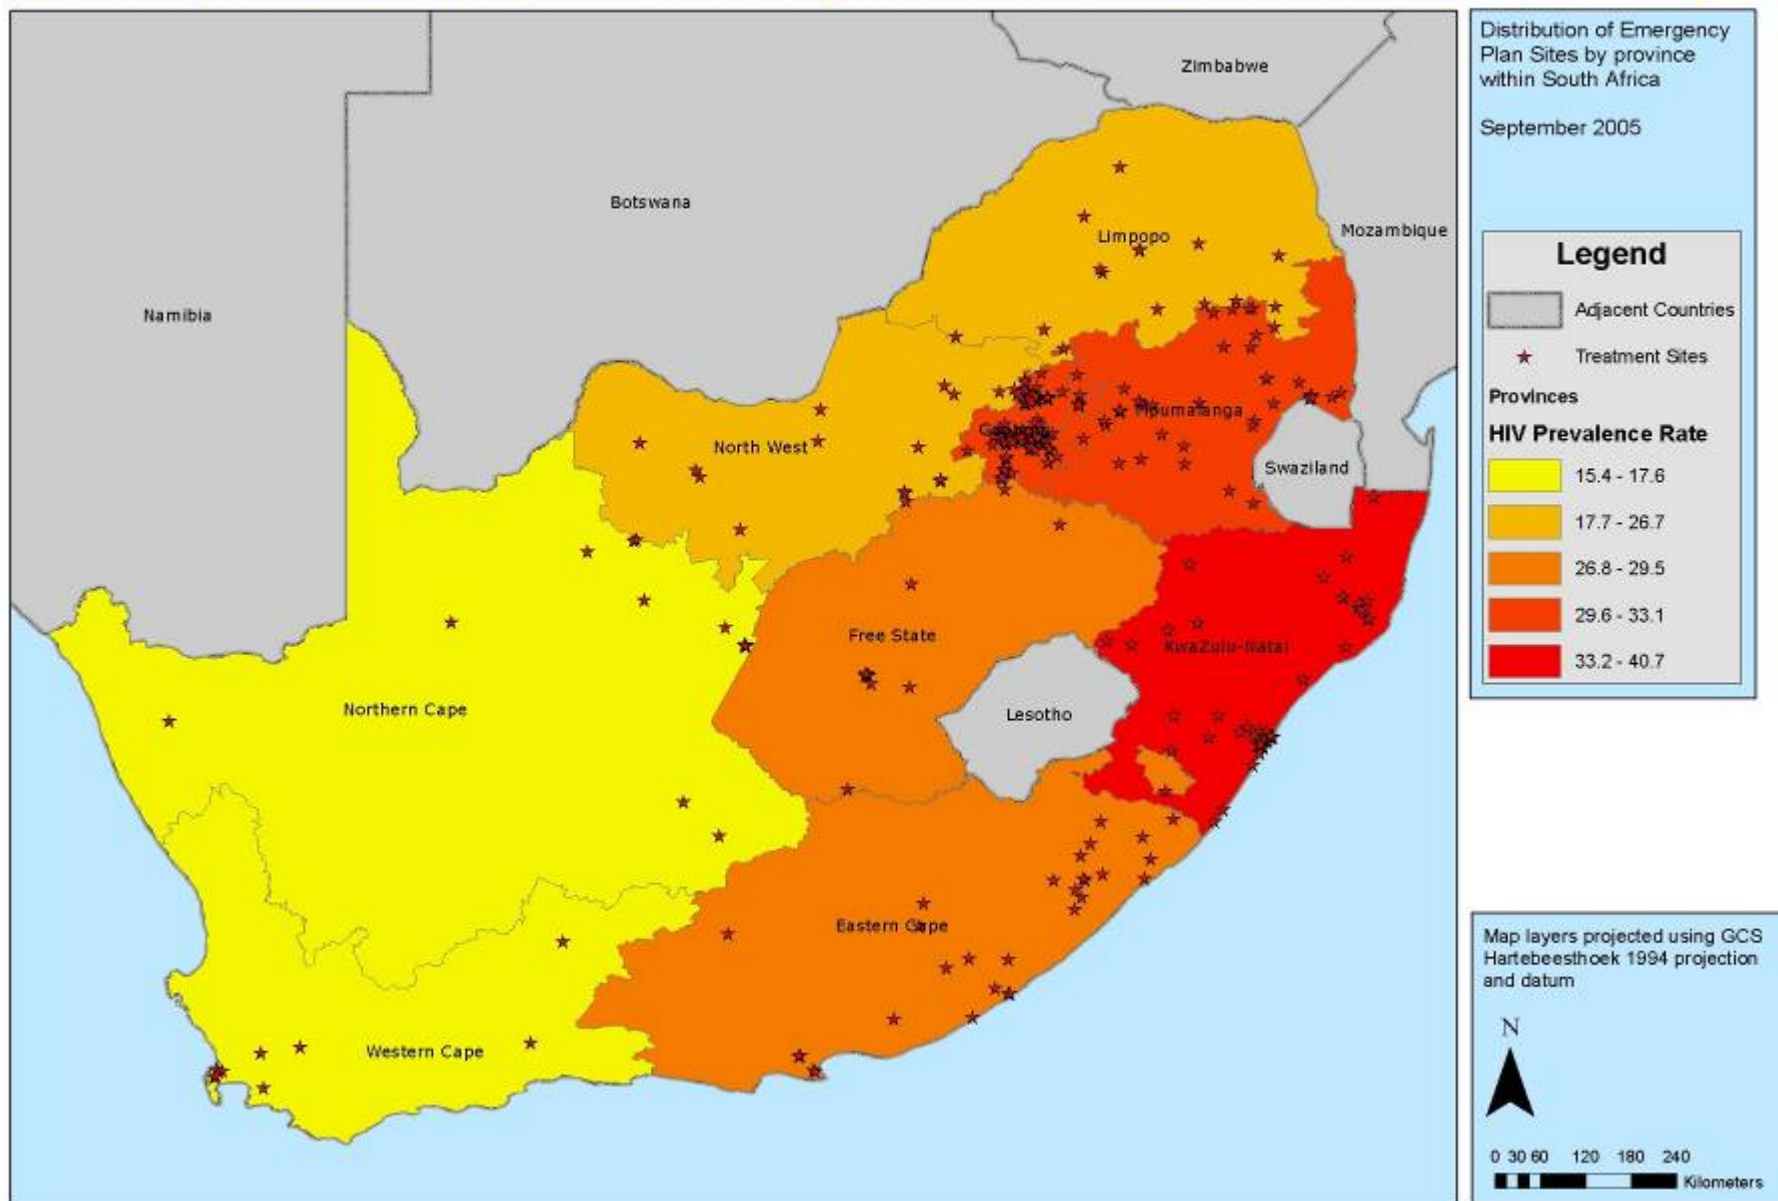 Distribution of Emergency
Plan Sites by province
within South Africa
September 2005
Legend
Adjacent Countries
Treatment Sites
Provinces
HIV Prevalence Rate
15.4 - 17.6
17.7 - 26.7
26.8 - 29.5
29.6 - 33.1
33.2 - 40.7
Zimbabwe
Botswana
Mozambique
Limpopo
Namibia
Mpumalanga
North West
Swaziland
Free State
KwaZulu-Natal
Northern Cape
Lesotho
Eastern Cape
Western Cape
Map layers projected using GCS
Hartebeesthoek 1994 projection
and datum
N
0 30 60 120 180 240
Kilometers